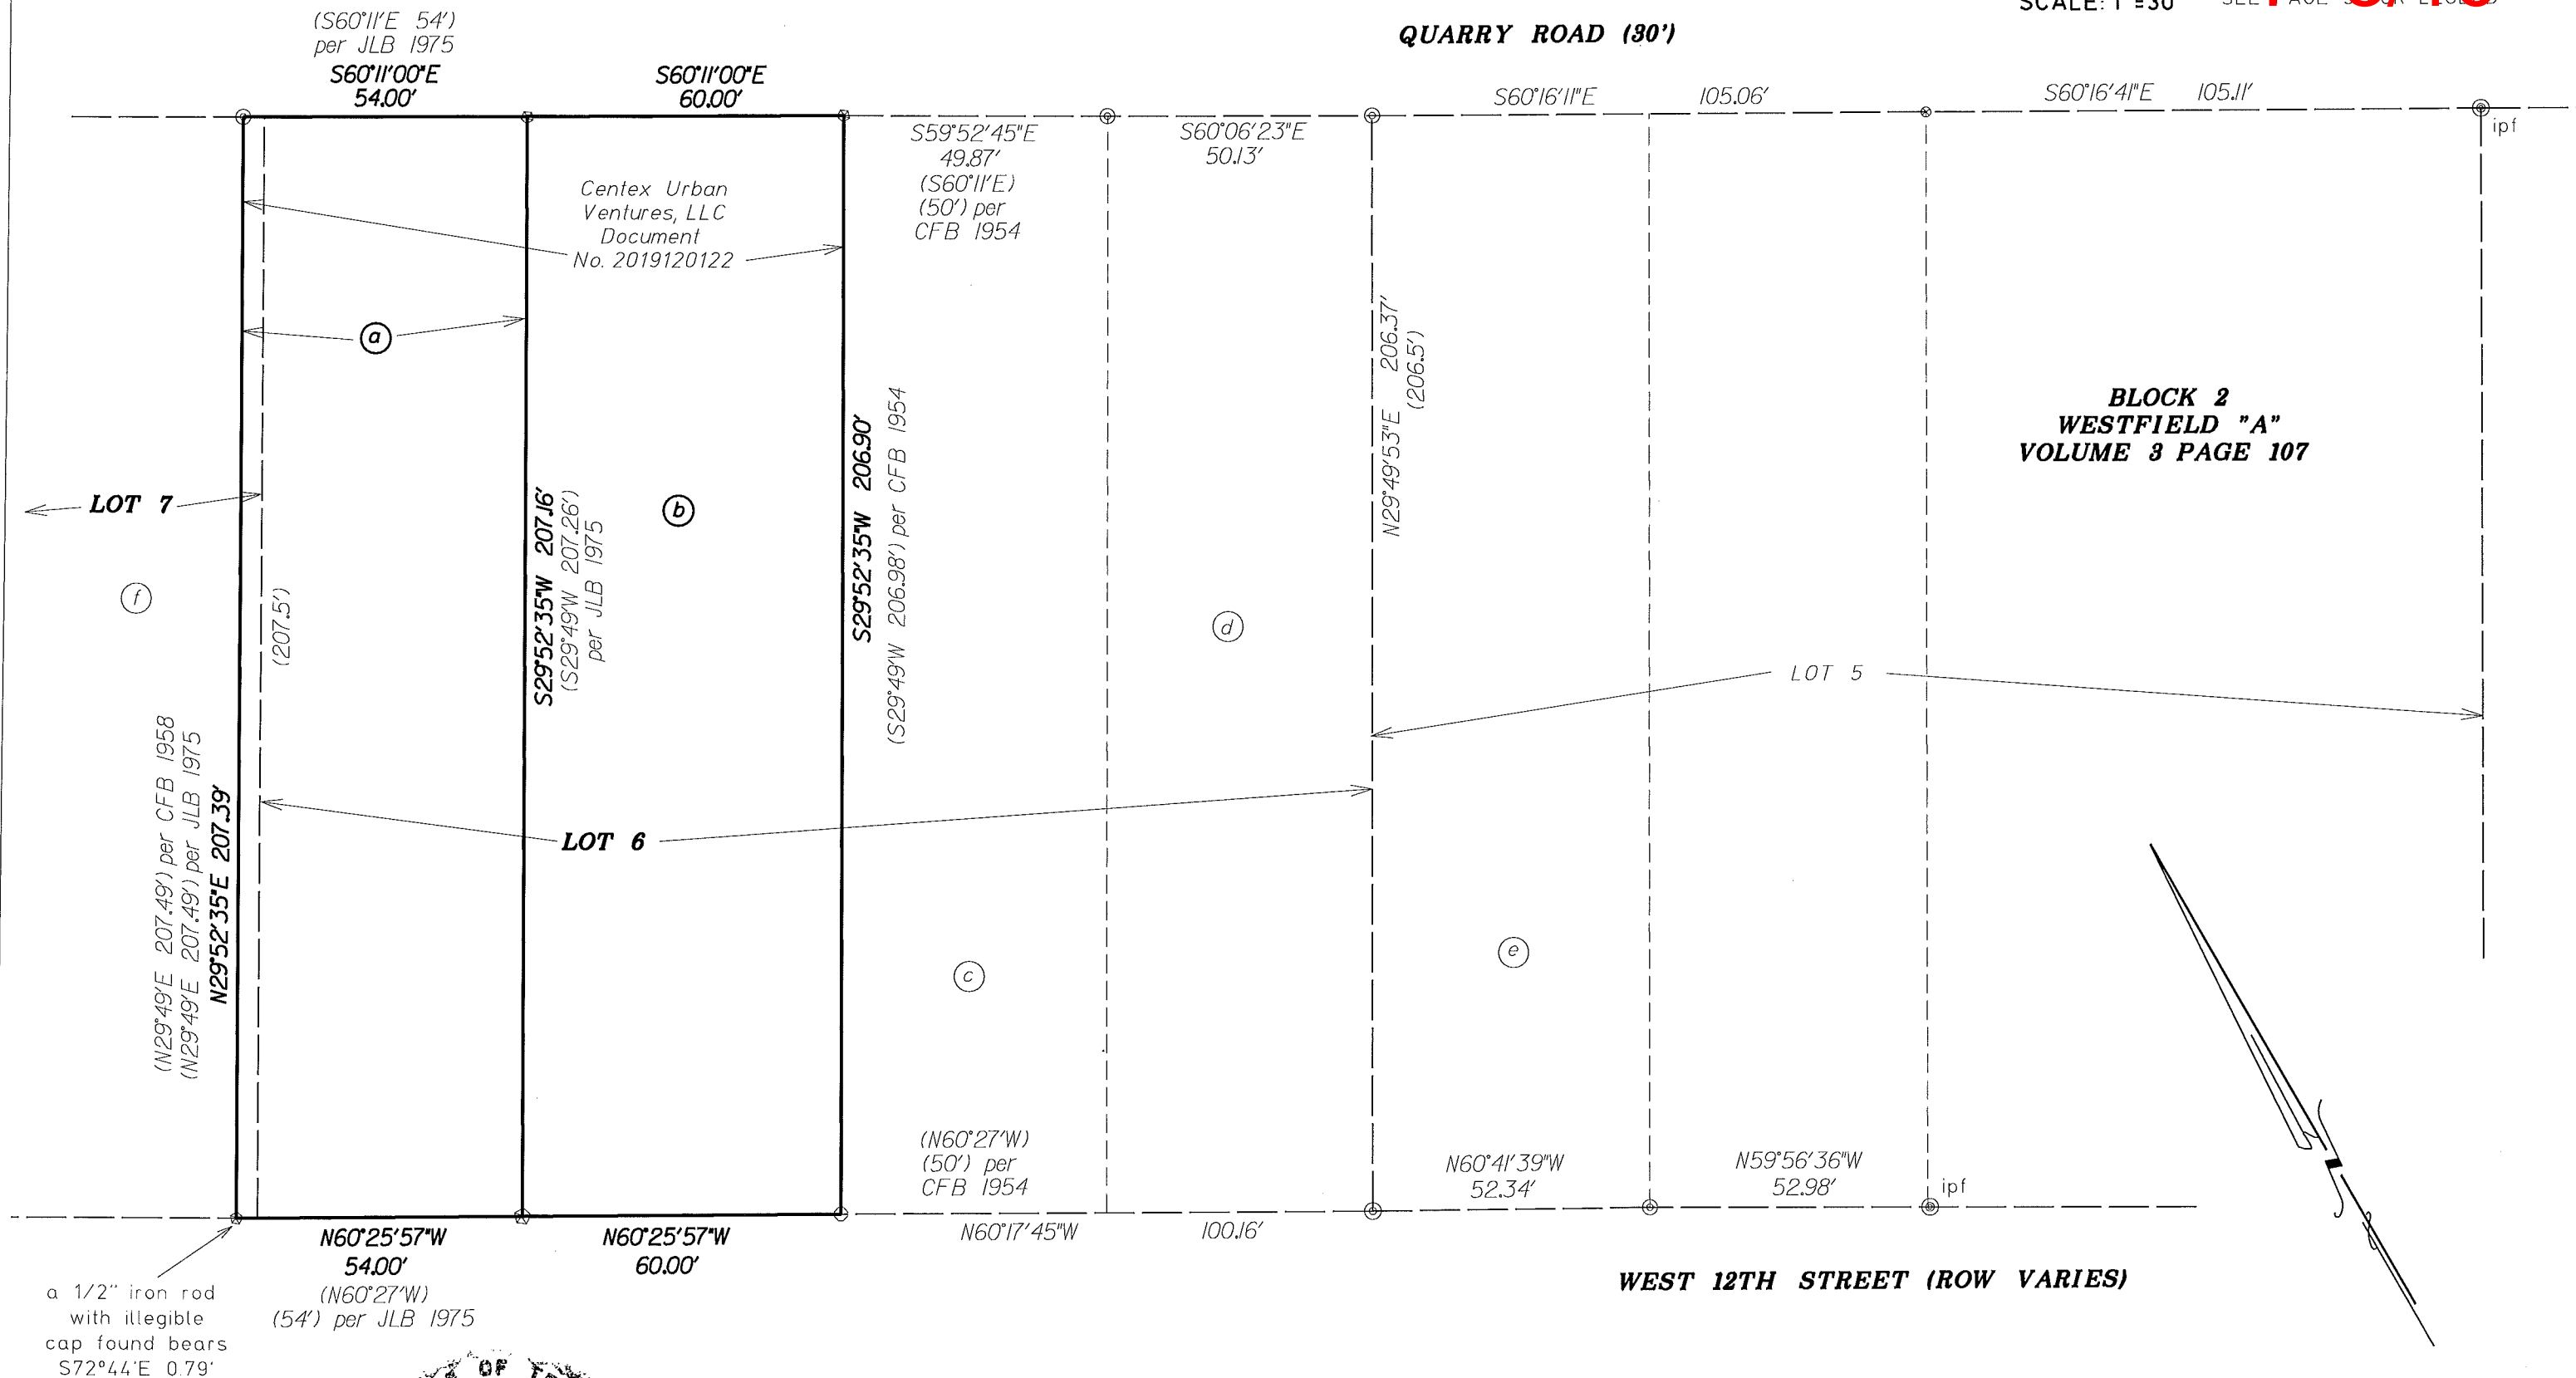 (S60°11'E 54')
per JLB 1975
S60°11'00"E
54.00'
S60°11'00"E
60.00'
QUARRY ROAD (30')
SCALE: 1"=30'
S59°52'45"E
49.87'
(S60°11'E)
(50') per
CFB 1954
S60°06'23"E
50.13'
S60°16'11"E 105.06'
S60°16'41"E 105.11'
ipf
Centex Urban
Ventures, LLC
Document
No. 2019120122
a
b
LOT 7
f
(207.5')
(N29°49'E 207.49') per CFB 1958
(N29°49'E 207.49') per JLB 1975
N29°52'35"E 207.39'
S29°52'35"W 207.16'
(S29°49'W 207.26')
per JLB 1975
S29°52'35"W 206.90'
(S29°49'W 206.98') per CFB 1954
N29°49'53"E 206.37'
(206.5')
BLOCK 2
WESTFIELD "A"
VOLUME 3 PAGE 107
d
LOT 5
LOT 6
c
e
(N60°27'W)
(50') per
CFB 1954
N60°41'39"W
52.34'
N59°56'36"W
52.98'
ipf
N60°25'57"W
54.00'
(N60°27'W)
(54') per JLB 1975
N60°25'57"W
60.00'
N60°17'45"W 100.16'
WEST 12TH STREET (ROW VARIES)
a 1/2" iron rod
with illegible
cap found bears
S72°44'E 0.79'
OF